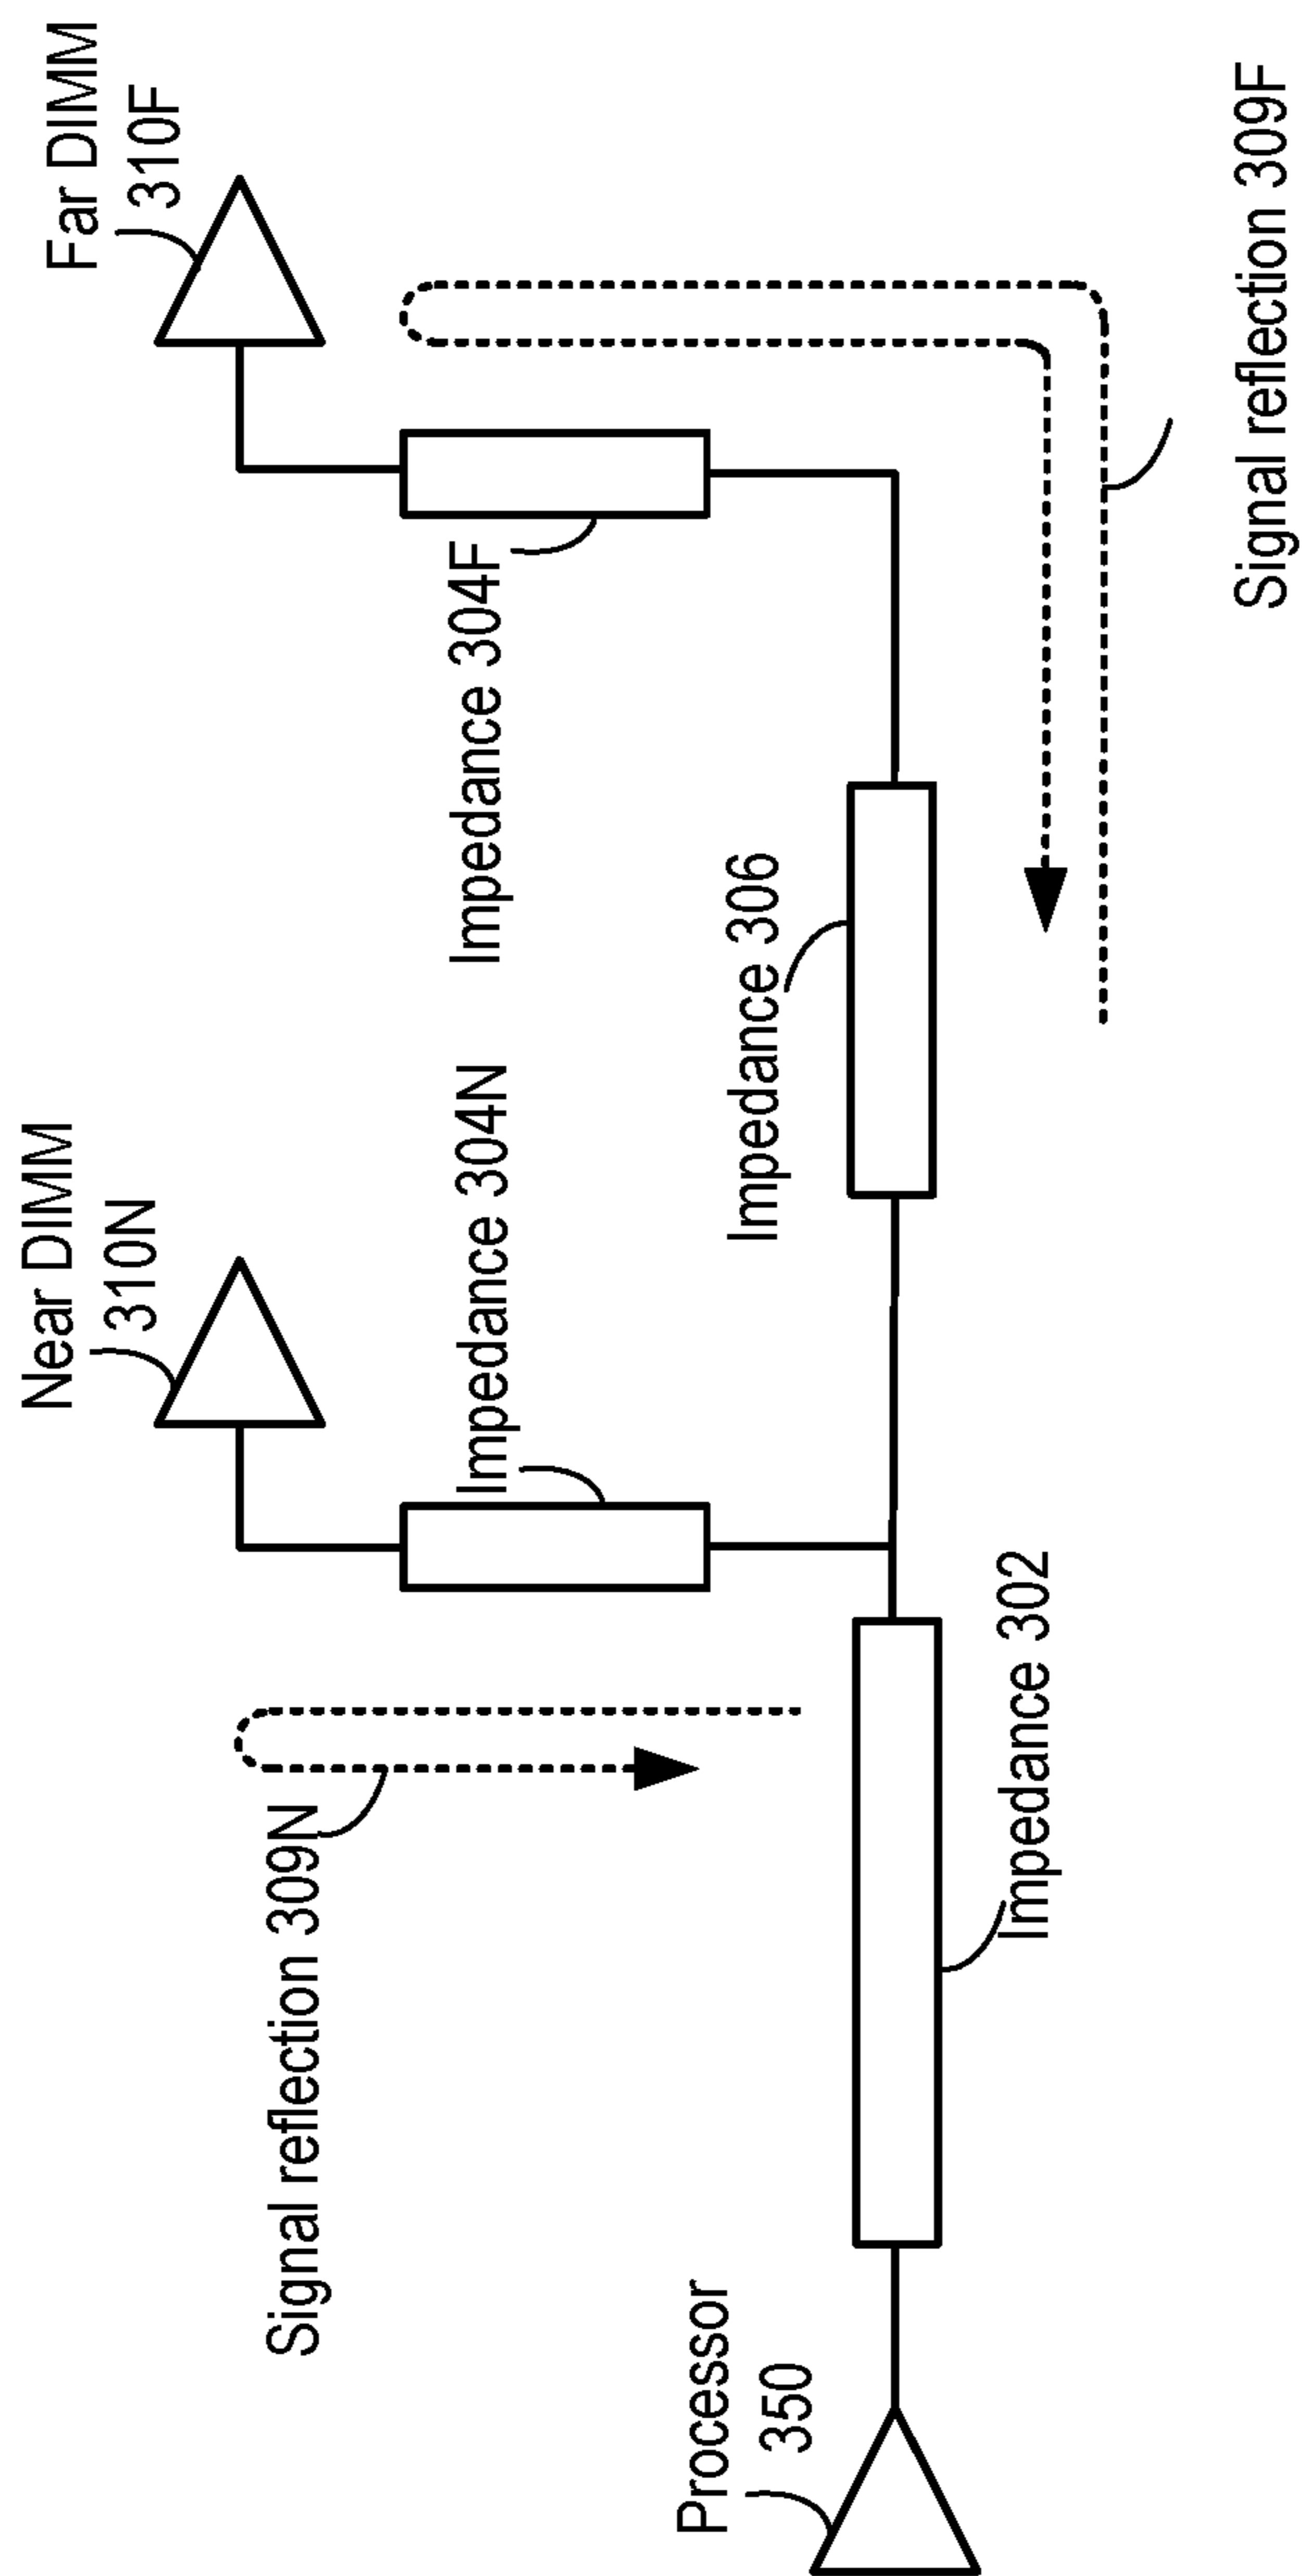 Far DIMM
310F
Near DIMM
310N
Impedance 304F
Impedance 304N
Signal reflection 309N
Impedance 306
Processor
350
Impedance 302
Signal reflection 309F